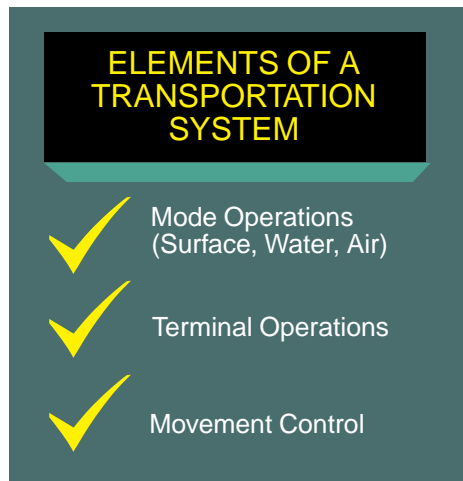 ELEMENTS OF A
TRANSPORTATION
SYSTEM
Mode Operations
(Surface, Water, Air)
Terminal Operations
Movement Control